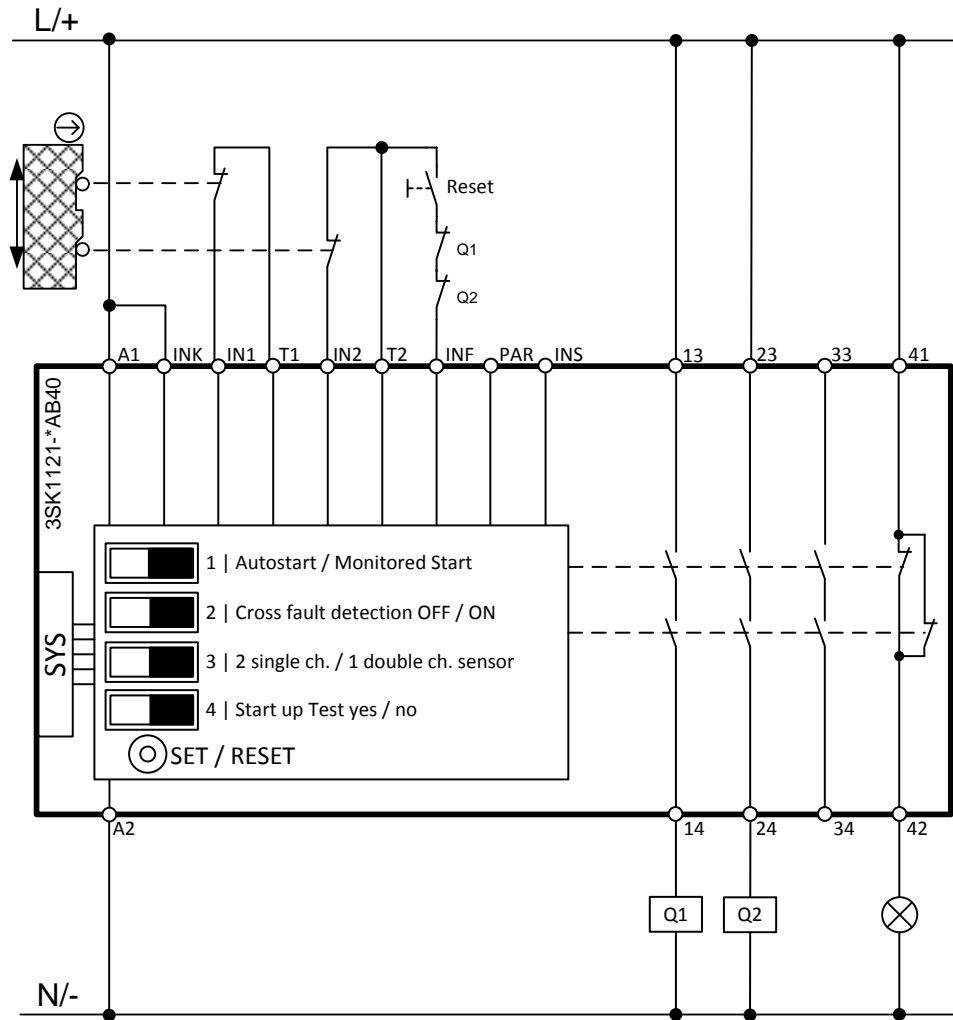 L/+
Reset
Q1
Q2
A1 INK IN1 T1 IN2 T2 INF PAR INS 13 23 33 41
3SK1121-*AB40
1 | Autostart / Monitored Start
2 | Cross fault detection OFF / ON
3 | 2 single ch. / 1 double ch. sensor
4 | Start up Test yes / no
SET / RESET
SYS
A2 14 24 34 42
Q1 Q2
N/-